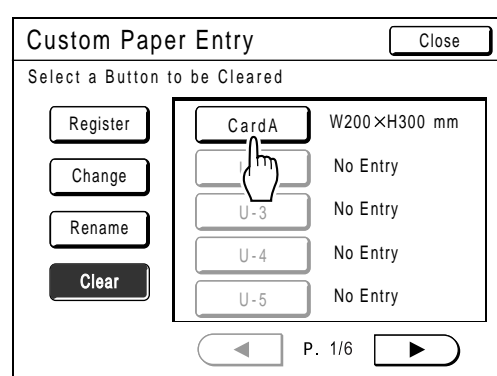 Custom Paper Entry
Close
Select a Button to be Cleared
Register
Change
Rename
Clear
CardA W200×H300 mm
No Entry
U-3 No Entry
U-4 No Entry
U-5 No Entry
P. 1/6